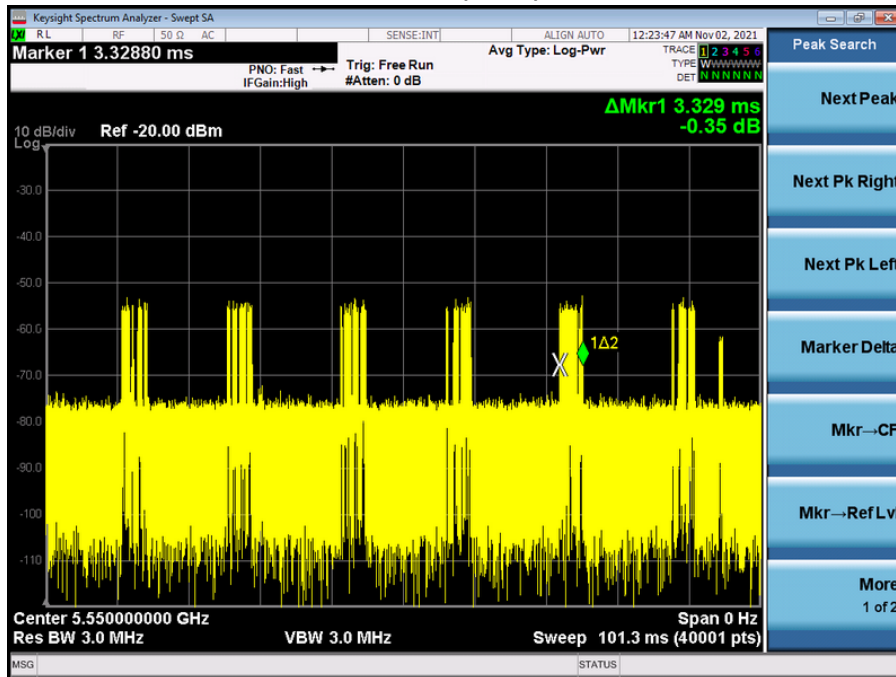 Keysight Spectrum Analyzer - Swept SA
LXI RL RF 50 Ω AC SENSE:INT ALIGN AUTO 12:23:47 AM Nov 02, 2021
Marker 1 3.32880 ms
PNO: Fast
IFGain:High
Trig: Free Run
#Atten: 0 dB
Avg Type: Log-Pwr
TRACE 1 2 3 4 5 6
TYPE WWWWWW
DET N N N N N N
Peak Search
ΔMkr1 3.329 ms
-0.35 dB
10 dB/div Ref -20.00 dBm
Log
-30.0
-40.0
-50.0
-60.0
-70.0
-80.0
-90.0
-100
-110
1Δ2
Center 5.550000000 GHz Span 0 Hz
Res BW 3.0 MHz VBW 3.0 MHz Sweep 101.3 ms (40001 pts)
MSG STATUS
Next Peak
Next Pk Right
Next Pk Left
Marker Delta
Mkr→CF
Mkr→Ref Lvl
More
1 of 2